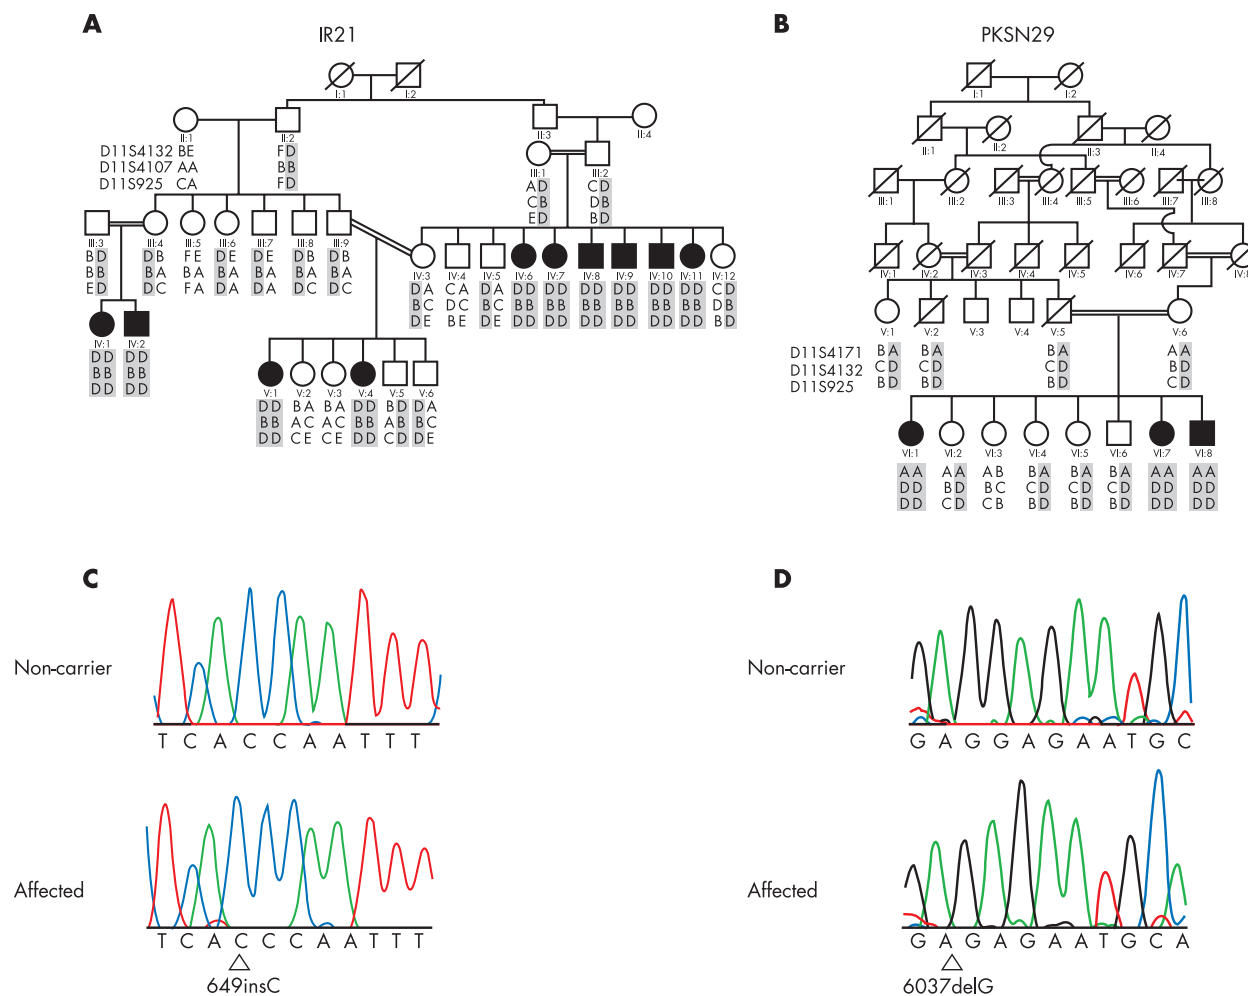 A
IR21
I:1 I:2
II:1 II:2 II:3 II:4
D11S4132 BE FD
D11S4107 AA BB
D11S925 CA FD
III:1 III:2
AD CD
CB DB
ED BD
III:3 III:4 III:5 III:6 III:7 III:8 III:9
BD DB FE DE DE DB DB
BB BA BA BA BA BA BA
ED DC FA DA DA DC DC
IV:3 IV:4 IV:5 IV:6 IV:7 IV:8 IV:9 IV:10 IV:11 IV:12
DA CA DA DD DD DD DD DD DD CD
BC DC BC BB BB BB BB BB BB DB
DE BE DE DD DD DD DD DD DD BD
IV:1 IV:2
DD DD
BB BB
DD DD
V:1 V:2 V:3 V:4 V:5 V:6
DD BA BA DD BD DA
BB AC AC BB AB BC
DD CE CE DD CD DE
B
PKSN29
I:1 I:2
II:1 II:2 II:3 II:4
III:1 III:2 III:3 III:4 III:5 III:6 III:7 III:8
IV:1 IV:2 IV:3 IV:4 IV:5 IV:6 IV:7 IV:8
V:1 V:2 V:3 V:4 V:5 V:6
D11S4171 BA BA BA AA
D11S4132 CD CD CD BD
D11S925 BD BD BD CD
VI:1 VI:2 VI:3 VI:4 VI:5 VI:6 VI:7 VI:8
AA AA AB BA BA BA AA AA
DD BD BC CD CD CD DD DD
DD CD CB BD BD BD DD DD
C
Non-carrier
T C A C C A A T T T
Affected
T C A C C C A A T T T
649insC
D
Non-carrier
G A G G A G A A T G C
Affected
G A G A G A A T G C A
6037delG